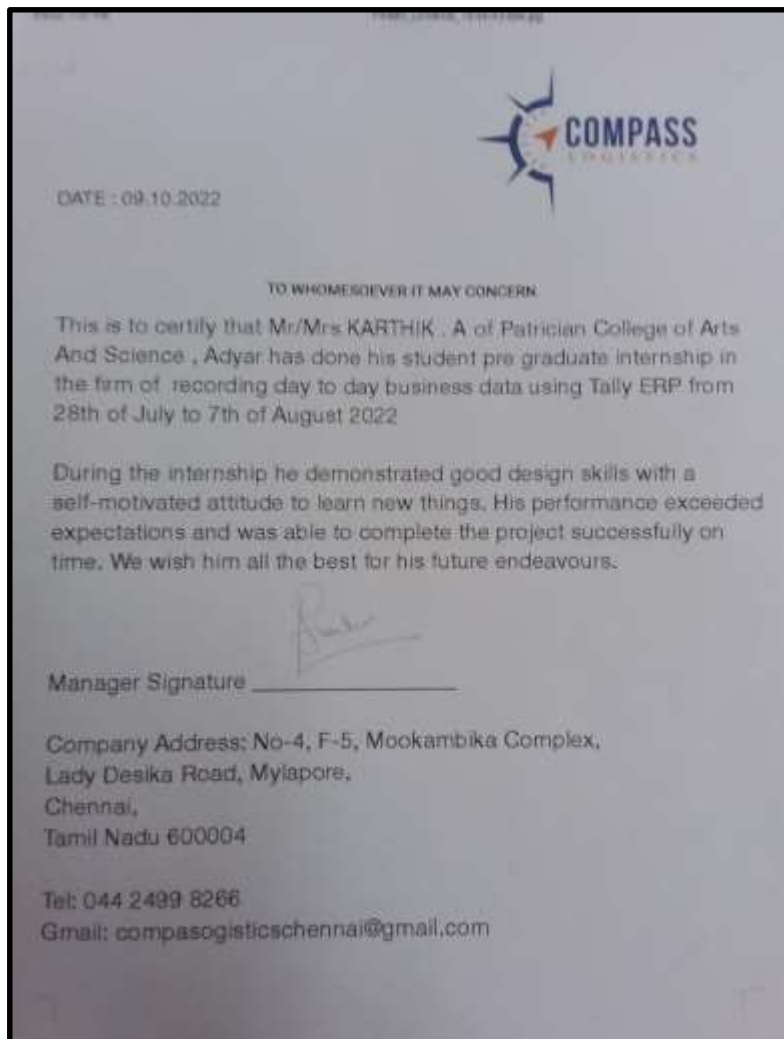 COMPASS
LOGISTICS
DATE : 09.10.2022
TO WHOMESOEVER IT MAY CONCERN
This is to certify that Mr/Mrs KARTHIK . A of Patrician College of Arts
And Science , Adyar has done his student pre graduate internship in
the firm of recording day to day business data using Tally ERP from
28th of July to 7th of August 2022
During the internship he demonstrated good design skills with a
self-motivated attitude to learn new things. His performance exceeded
expectations and was able to complete the project successfully on
time. We wish him all the best for his future endeavours.
Manager Signature
Company Address: No-4, F-5, Mookambika Complex,
Lady Desika Road, Mylapore,
Chennai,
Tamil Nadu 600004
Tel: 044 2499 8266
Gmail: compasogisticschennai@gmail.com